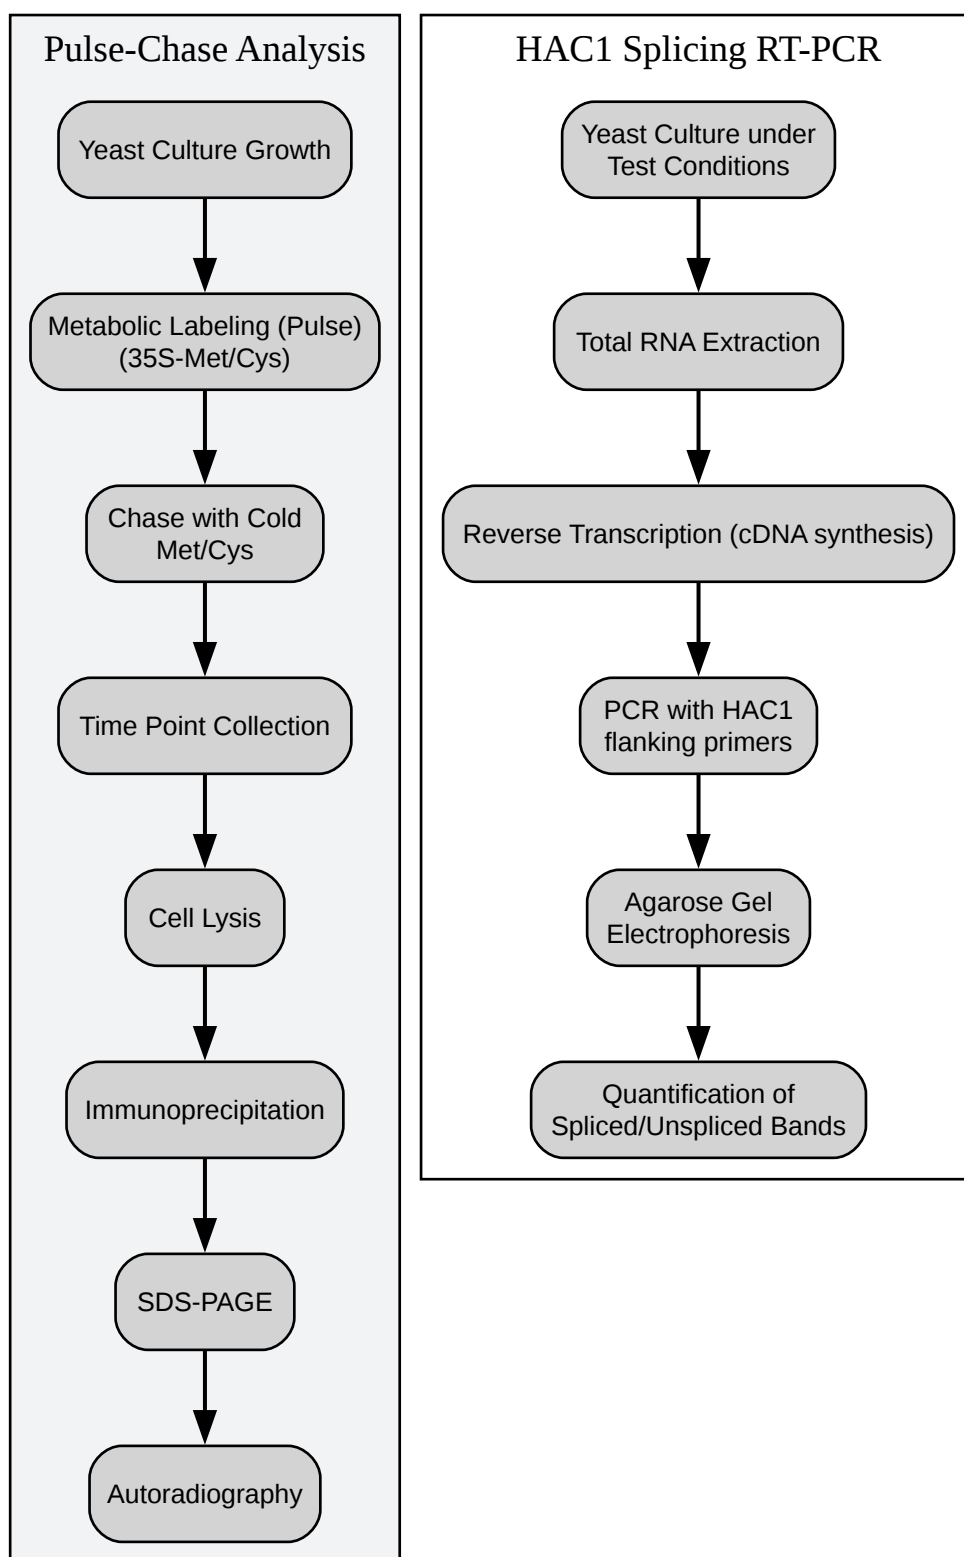 Pulse-Chase Analysis
Yeast Culture Growth
Metabolic Labeling (Pulse)
(35S-Met/Cys)
Chase with Cold
Met/Cys
Time Point Collection
Cell Lysis
Immunoprecipitation
SDS-PAGE
Autoradiography
HAC1 Splicing RT-PCR
Yeast Culture under
Test Conditions
Total RNA Extraction
Reverse Transcription (cDNA synthesis)
PCR with HAC1
flanking primers
Agarose Gel
Electrophoresis
Quantification of
Spliced/Unspliced Bands